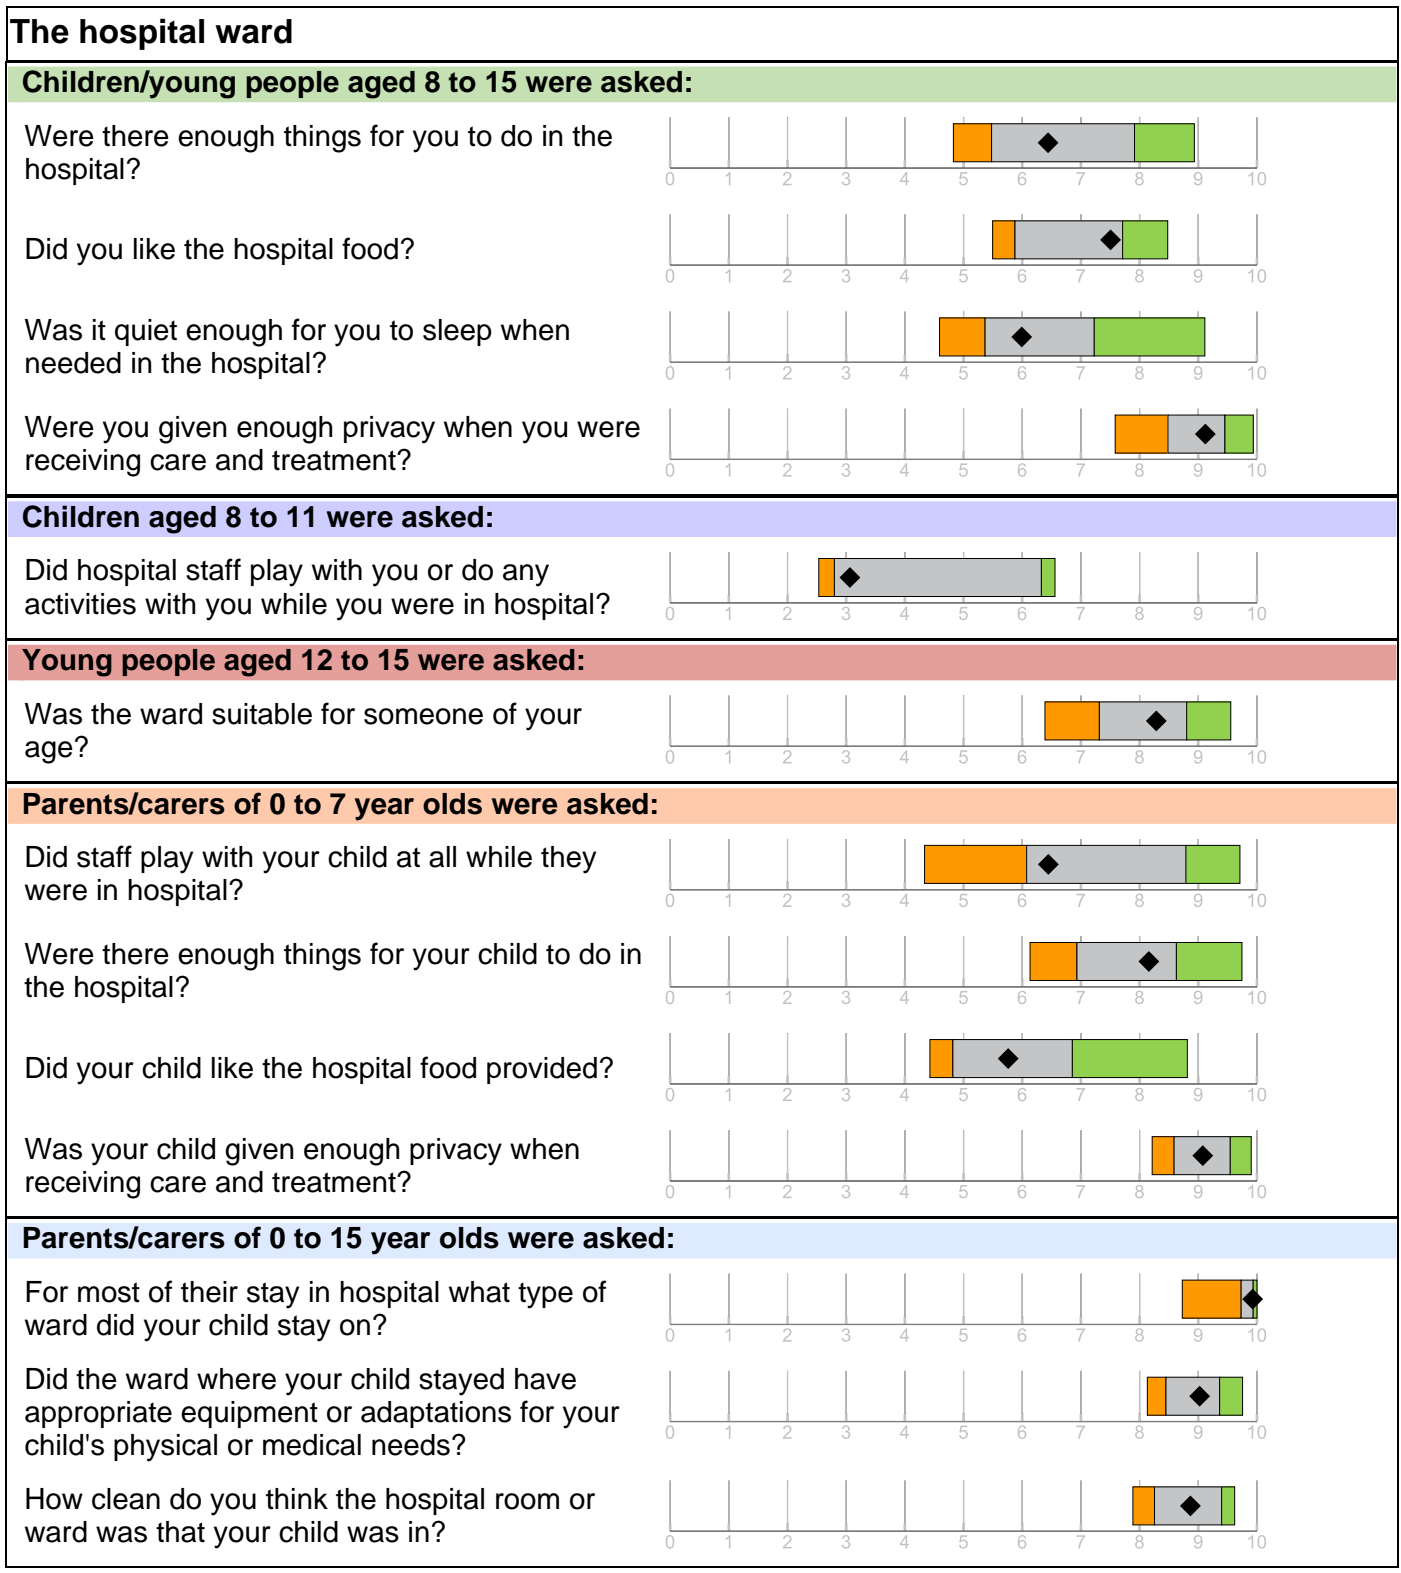 The hospital ward
Children/young people aged 8 to 15 were asked:
Were there enough things for you to do in the
hospital?
0 1 2 3 4 5 6 7 8 9 10
Did you like the hospital food?
0 1 2 3 4 5 6 7 8 9 10
Was it quiet enough for you to sleep when
needed in the hospital?
0 1 2 3 4 5 6 7 8 9 10
Were you given enough privacy when you were
receiving care and treatment?
0 1 2 3 4 5 6 7 8 9 10
Children aged 8 to 11 were asked:
Did hospital staff play with you or do any
activities with you while you were in hospital?
0 1 2 3 4 5 6 7 8 9 10
Young people aged 12 to 15 were asked:
Was the ward suitable for someone of your
age?
0 1 2 3 4 5 6 7 8 9 10
Parents/carers of 0 to 7 year olds were asked:
Did staff play with your child at all while they
were in hospital?
0 1 2 3 4 5 6 7 8 9 10
Were there enough things for your child to do in
the hospital?
0 1 2 3 4 5 6 7 8 9 10
Did your child like the hospital food provided?
0 1 2 3 4 5 6 7 8 9 10
Was your child given enough privacy when
receiving care and treatment?
0 1 2 3 4 5 6 7 8 9 10
Parents/carers of 0 to 15 year olds were asked:
For most of their stay in hospital what type of
ward did your child stay on?
0 1 2 3 4 5 6 7 8 9 10
Did the ward where your child stayed have
appropriate equipment or adaptations for your
child's physical or medical needs?
0 1 2 3 4 5 6 7 8 9 10
How clean do you think the hospital room or
ward was that your child was in?
0 1 2 3 4 5 6 7 8 9 10